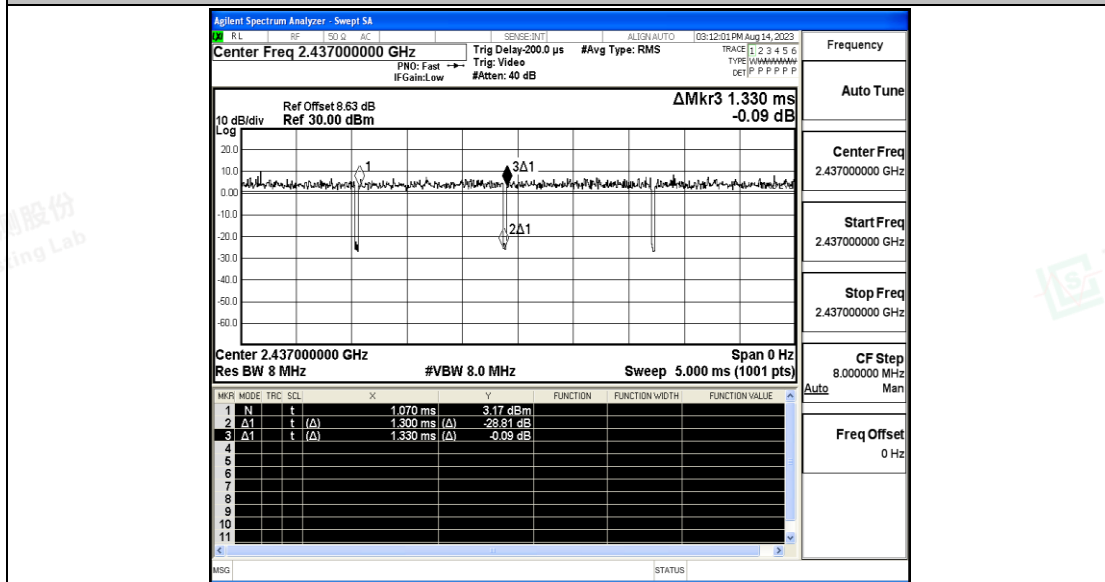 Agilent Spectrum Analyzer - Swept SA
RL RF 50 Ω AC SENSE:INT ALIGNAUTO 03:12:01 PM Aug 14, 2023
Center Freq 2.437000000 GHz
PNO: Fast
IFGain:Low
Trig Delay-200.0 µs
Trig: Video
#Atten: 40 dB
#Avg Type: RMS
TRACE 1 2 3 4 5 6
TYPE
DET P P P P P P
Frequency
Auto Tune
Center Freq
2.437000000 GHz
Start Freq
2.437000000 GHz
Stop Freq
2.437000000 GHz
CF Step
8.000000 MHz
Auto Man
Freq Offset
0 Hz
ΔMkr3 1.330 ms
-0.09 dB
Ref Offset 8.63 dB
10 dB/div Ref 30.00 dBm
Log
20.0
10.0
0.00
-10.0
-20.0
-30.0
-40.0
-50.0
-60.0
1
3Δ1
2Δ1
Center 2.437000000 GHz Span 0 Hz
Res BW 8 MHz #VBW 8.0 MHz Sweep 5.000 ms (1001 pts)
MKR MODE TRC SCL X Y FUNCTION FUNCTION WIDTH FUNCTION VALUE
1 N t 1.070 ms 3.17 dBm
2 Δ1 t (Δ) 1.300 ms (Δ) -28.81 dB
3 Δ1 t (Δ) 1.330 ms (Δ) -0.09 dB
4
5
6
7
8
9
10
11
MSG STATUS
股份
Lab